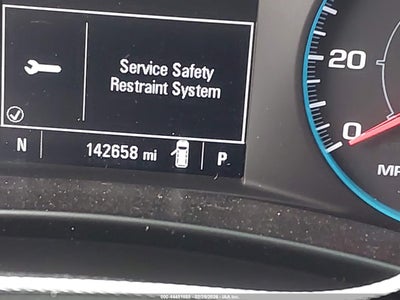 Service Safety
Restraint System
N 142658 mi P
20
0